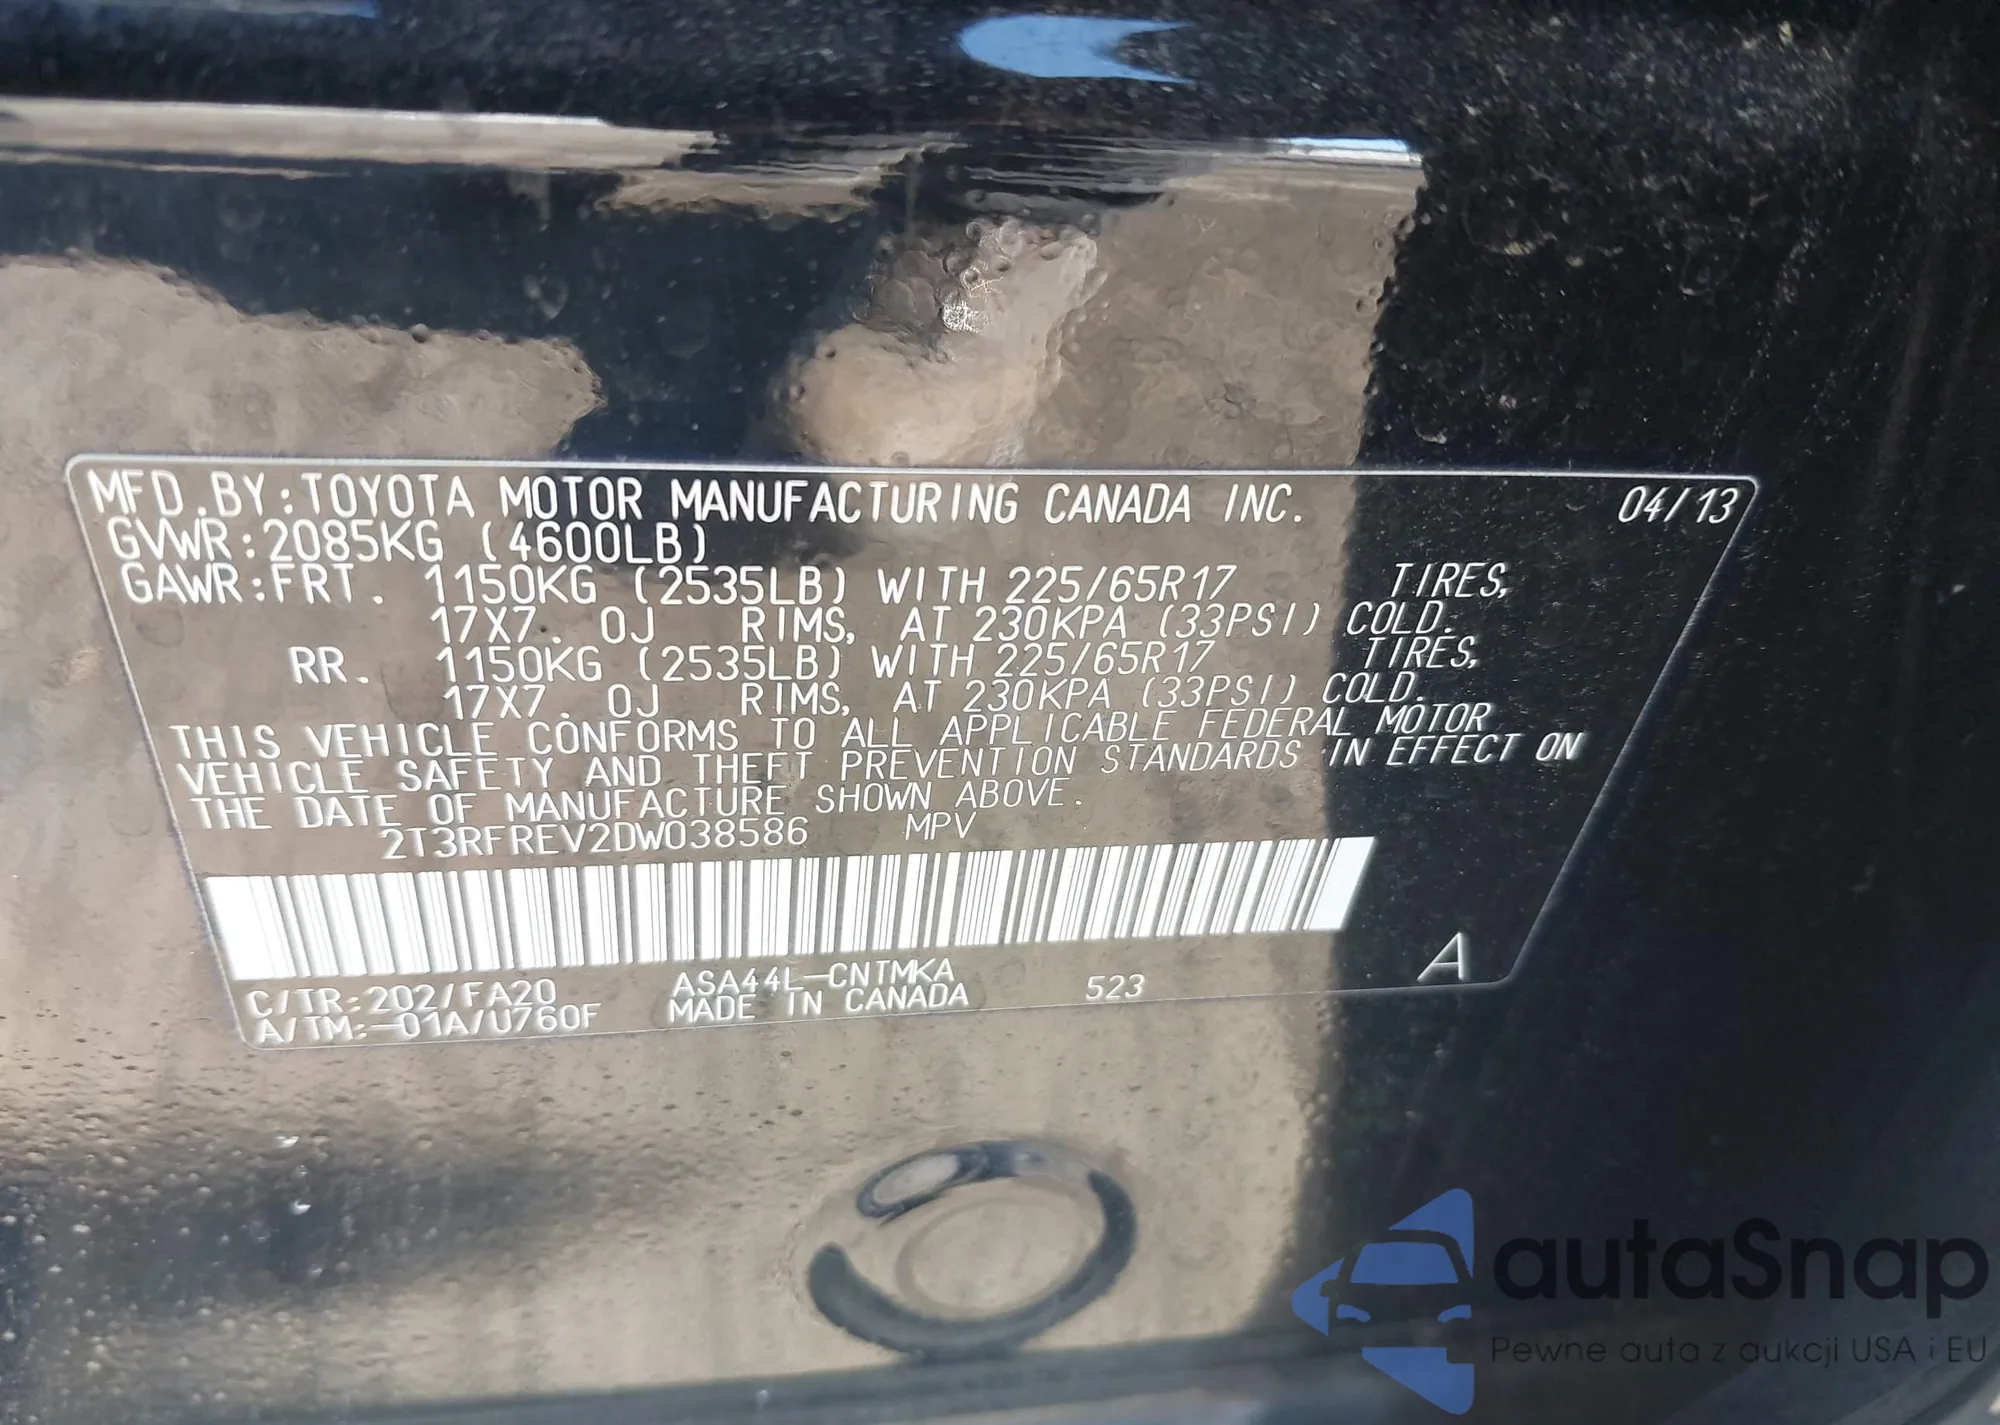 MFD.BY:TOYOTA MOTOR MANUFACTURING CANADA INC. 04/13
GVWR:2085KG (4600LB)
GAWR:FRT. 1150KG (2535LB) WITH 225/65R17 TIRES,
17X7.0J RIMS, AT 230KPA (33PSI) COLD.
RR. 1150KG (2535LB) WITH 225/65R17 TIRES,
17X7.0J RIMS, AT 230KPA (33PSI) COLD.
THIS VEHICLE CONFORMS TO ALL APPLICABLE FEDERAL MOTOR
VEHICLE SAFETY AND THEFT PREVENTION STANDARDS IN EFFECT ON
THE DATE OF MANUFACTURE SHOWN ABOVE.
2T3RFREV2DW038586 MPV
C/TR:202/FA20 ASA44L-CNTMKA 523 A
A/TM:-01A/U760F MADE IN CANADA
autaSnap
Pewne auta z aukcji USA i EU